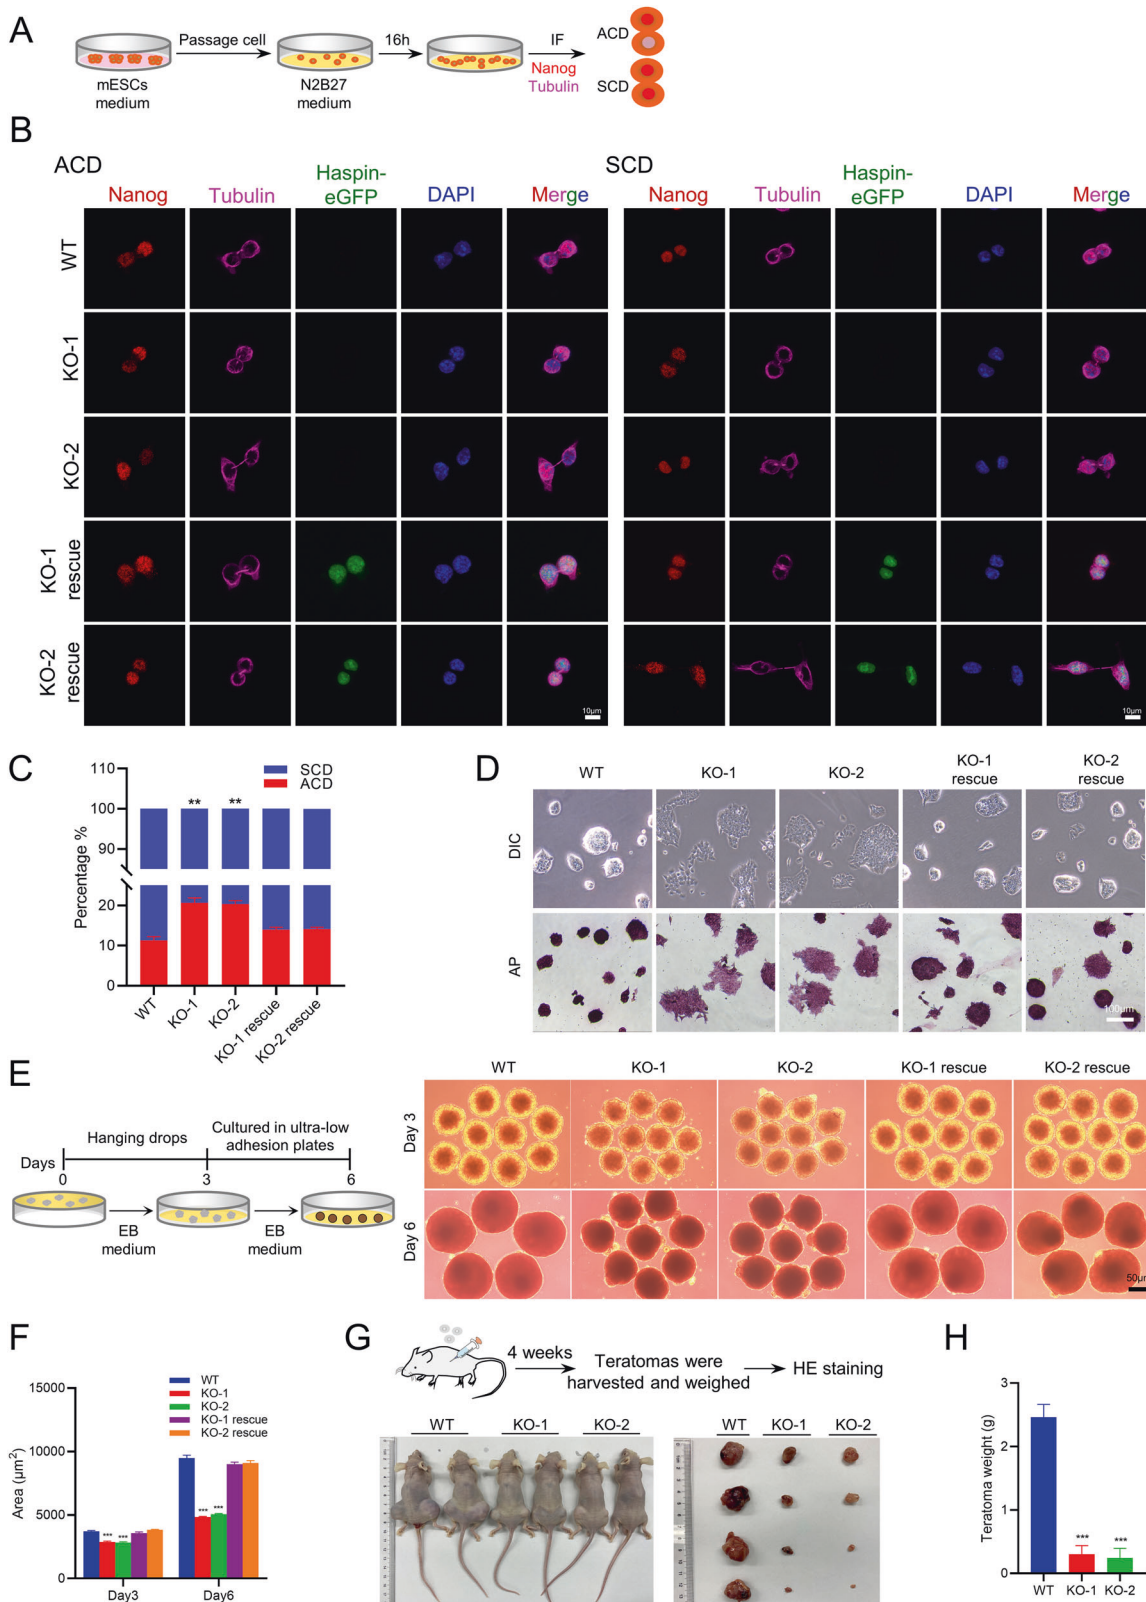 A
Passage cell
16h
IF
Nanog
Tubulin
ACD
SCD
mESCs
medium
N2B27
medium
B
ACD
Nanog
Tubulin
Haspin-
eGFP
DAPI
Merge
SCD
Nanog
Tubulin
Haspin-
eGFP
DAPI
Merge
WT
KO-1
KO-2
KO-1
rescue
KO-2
rescue
10µm
10µm
C
SCD
ACD
Percentage %
110
100
90
20
10
0
**
**
WT
KO-1
KO-2
KO-1 rescue
KO-2 rescue
D
WT
KO-1
KO-2
KO-1
rescue
KO-2
rescue
DIC
AP
100µm
E
Hanging drops
Cultured in ultra-low
adhesion plates
Days
0
3
6
EB
medium
EB
medium
WT
KO-1
KO-2
KO-1 rescue
KO-2 rescue
Day 3
Day 6
50µm
F
WT
KO-1
KO-2
KO-1 rescue
KO-2 rescue
Area (µm²)
15000
10000
5000
0
***
***
***
***
Day3
Day6
G
4 weeks
Teratomas were
harvested and weighed
HE staining
WT
KO-1
KO-2
WT
KO-1
KO-2
H
Teratoma weight (g)
3
2
1
0
***
***
WT
KO-1
KO-2